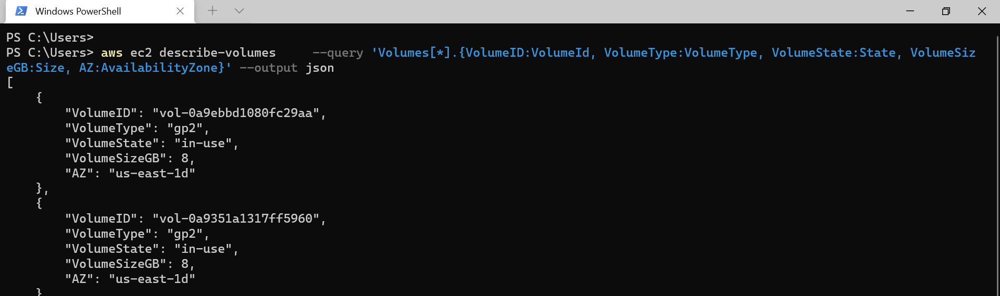 Windows PowerShell
PS C:\Users>
PS C:\Users> aws ec2 describe-volumes     --query 'Volumes[*].{VolumeID:VolumeId, VolumeType:VolumeType, VolumeState:State, VolumeSiz
eGB:Size, AZ:AvailabilityZone}' --output json
[
    {
        "VolumeID": "vol-0a9ebbd1080fc29aa",
        "VolumeType": "gp2",
        "VolumeState": "in-use",
        "VolumeSizeGB": 8,
        "AZ": "us-east-1d"
    },
    {
        "VolumeID": "vol-0a9351a1317ff5960",
        "VolumeType": "gp2",
        "VolumeState": "in-use",
        "VolumeSizeGB": 8,
        "AZ": "us-east-1d"
    }